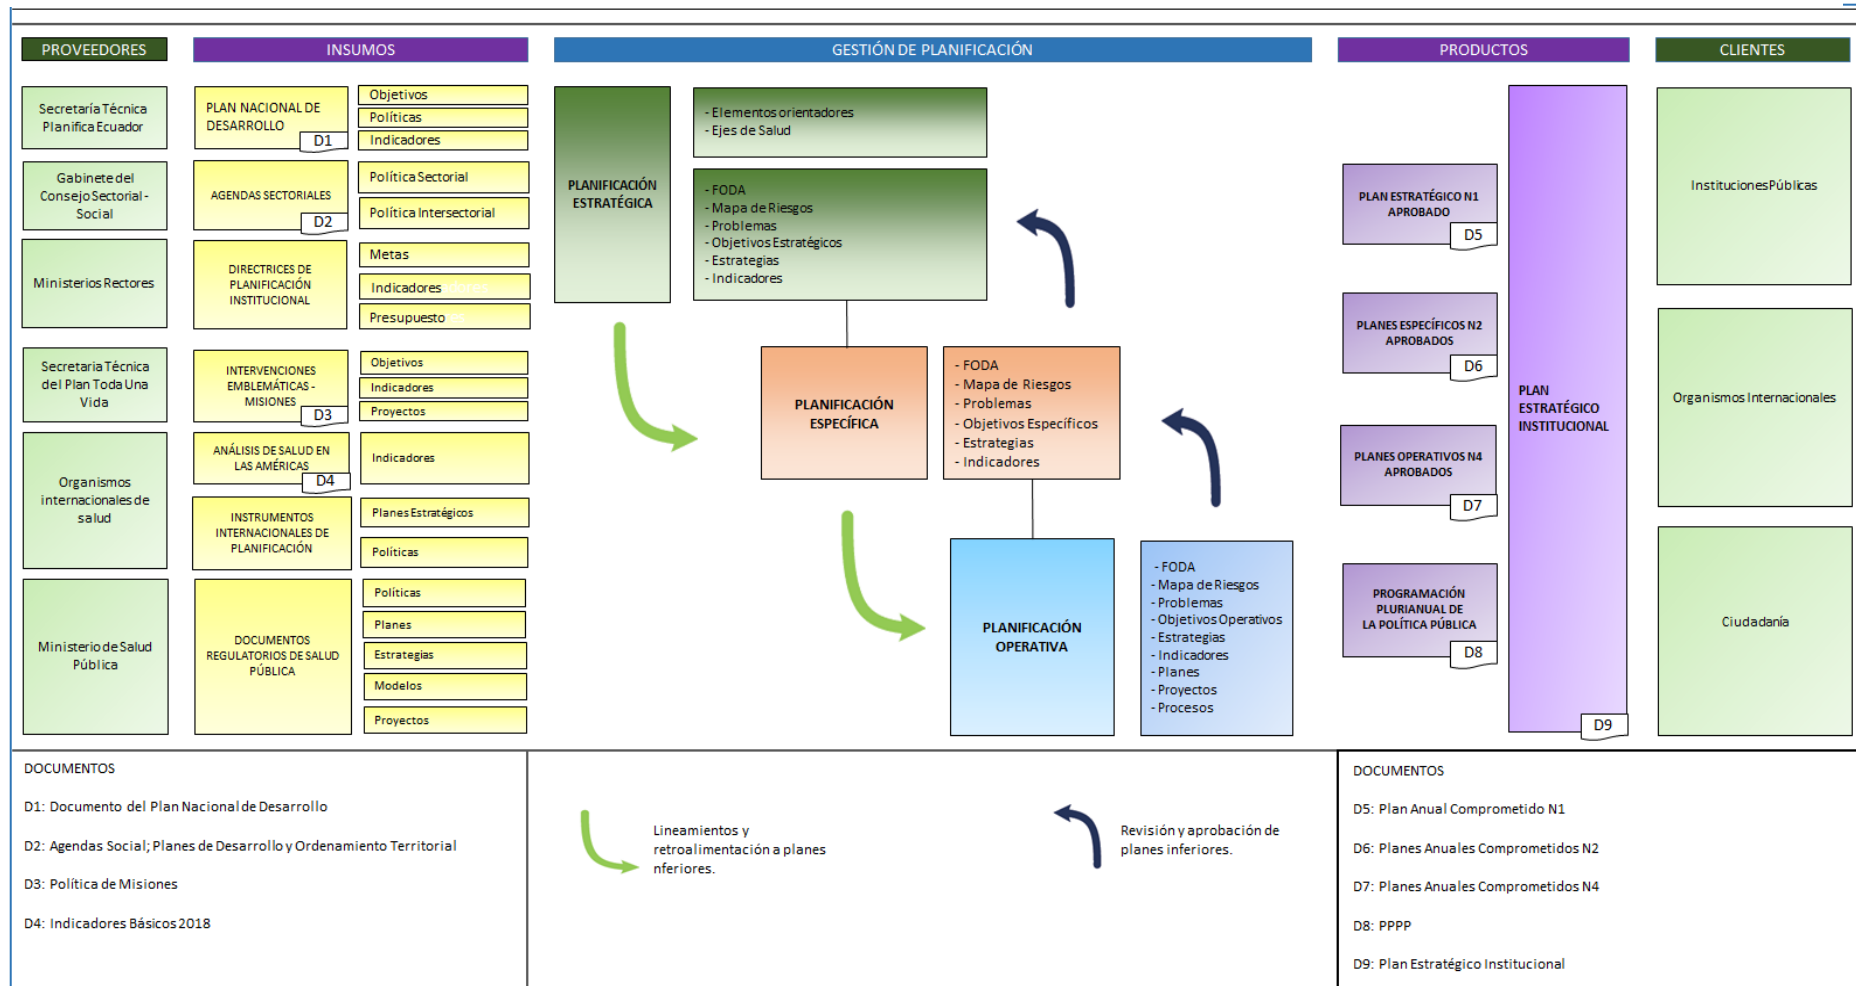 PROVEEDORES
INSUMOS
GESTIÓN DE PLANIFICACIÓN
PRODUCTOS
CLIENTES
Secretaría Técnica
Planifica Ecuador
Gabinete del
Consejo Sectorial -
Social
Ministerios Rectores
Secretaria Técnica
del Plan Toda Una
Vida
Organismos
internacionales de
salud
Ministerio de Salud
Pública
PLAN NACIONAL DE
DESARROLLO
D1
Objetivos
Políticas
Indicadores
AGENDAS SECTORIALES
D2
Política Sectorial
Política Intersectorial
DIRECTRICES DE
PLANIFICACIÓN
INSTITUCIONAL
Metas
Indicadores
Presupuesto
INTERVENCIONES
EMBLEMÁTICAS -
MISIONES
D3
Objetivos
Indicadores
Proyectos
ANÁLISIS DE SALUD EN
LAS AMÉRICAS
D4
Indicadores
INSTRUMENTOS
INTERNACIONALES DE
PLANIFICACIÓN
Planes Estratégicos
Políticas
DOCUMENTOS
REGULATORIOS DE SALUD
PÚBLICA
Políticas
Planes
Estrategias
Modelos
Proyectos
PLANIFICACIÓN
ESTRATÉGICA
- Elementos orientadores
- Ejes de Salud
- FODA
- Mapa de Riesgos
- Problemas
- Objetivos Estratégicos
- Estrategias
- Indicadores
PLANIFICACIÓN
ESPECÍFICA
- FODA
- Mapa de Riesgos
- Problemas
- Objetivos Específicos
- Estrategias
- Indicadores
PLANIFICACIÓN
OPERATIVA
- FODA
- Mapa de Riesgos
- Problemas
- Objetivos Operativos
- Estrategias
- Indicadores
- Planes
- Proyectos
- Procesos
PLAN ESTRATÉGICO N1
APROBADO
D5
PLANES ESPECÍFICOS N2
APROBADOS
D6
PLANES OPERATIVOS N4
APROBADOS
D7
PROGRAMACIÓN
PLURIANUAL DE
LA POLÍTICA PÚBLICA
D8
PLAN
ESTRATÉGICO
INSTITUCIONAL
D9
Instituciones Públicas
Organismos Internacionales
Ciudadanía
DOCUMENTOS
D1: Documento del Plan Nacional de Desarrollo
D2: Agendas Social; Planes de Desarrollo y Ordenamiento Territorial
D3: Política de Misiones
D4: Indicadores Básicos 2018
Lineamientos y
retroalimentación a planes
nferiores.
Revisión y aprobación de
planes inferiores.
DOCUMENTOS
D5: Plan Anual Comprometido N1
D6: Planes Anuales Comprometidos N2
D7: Planes Anuales Comprometidos N4
D8: PPPP
D9: Plan Estratégico Institucional